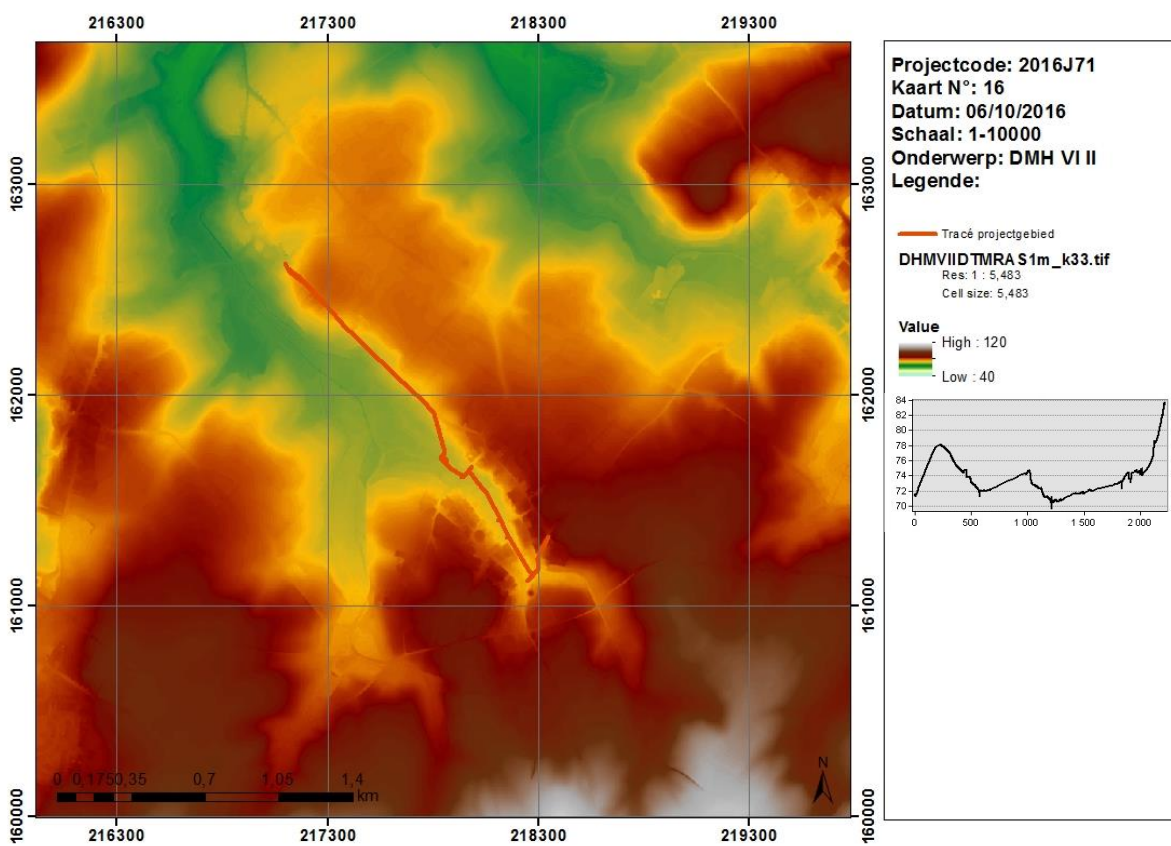 216300 217300 218300 219300
163000 163000
162000 162000
161000 161000
160000 160000
216300 217300 218300 219300
0 0,1750,35 0,7 1,05 1,4
km
N
Projectcode: 2016J71
Kaart N°: 16
Datum: 06/10/2016
Schaal: 1-10000
Onderwerp: DMH VI II
Legende:
Tracé projectgebied
DHMVIIDTMRAS1m_k33.tif
Res: 1 : 5,483
Cell size: 5,483
Value
High : 120
Low : 40
84
82
80
78
76
74
72
70
0 500 1 000 1 500 2 000